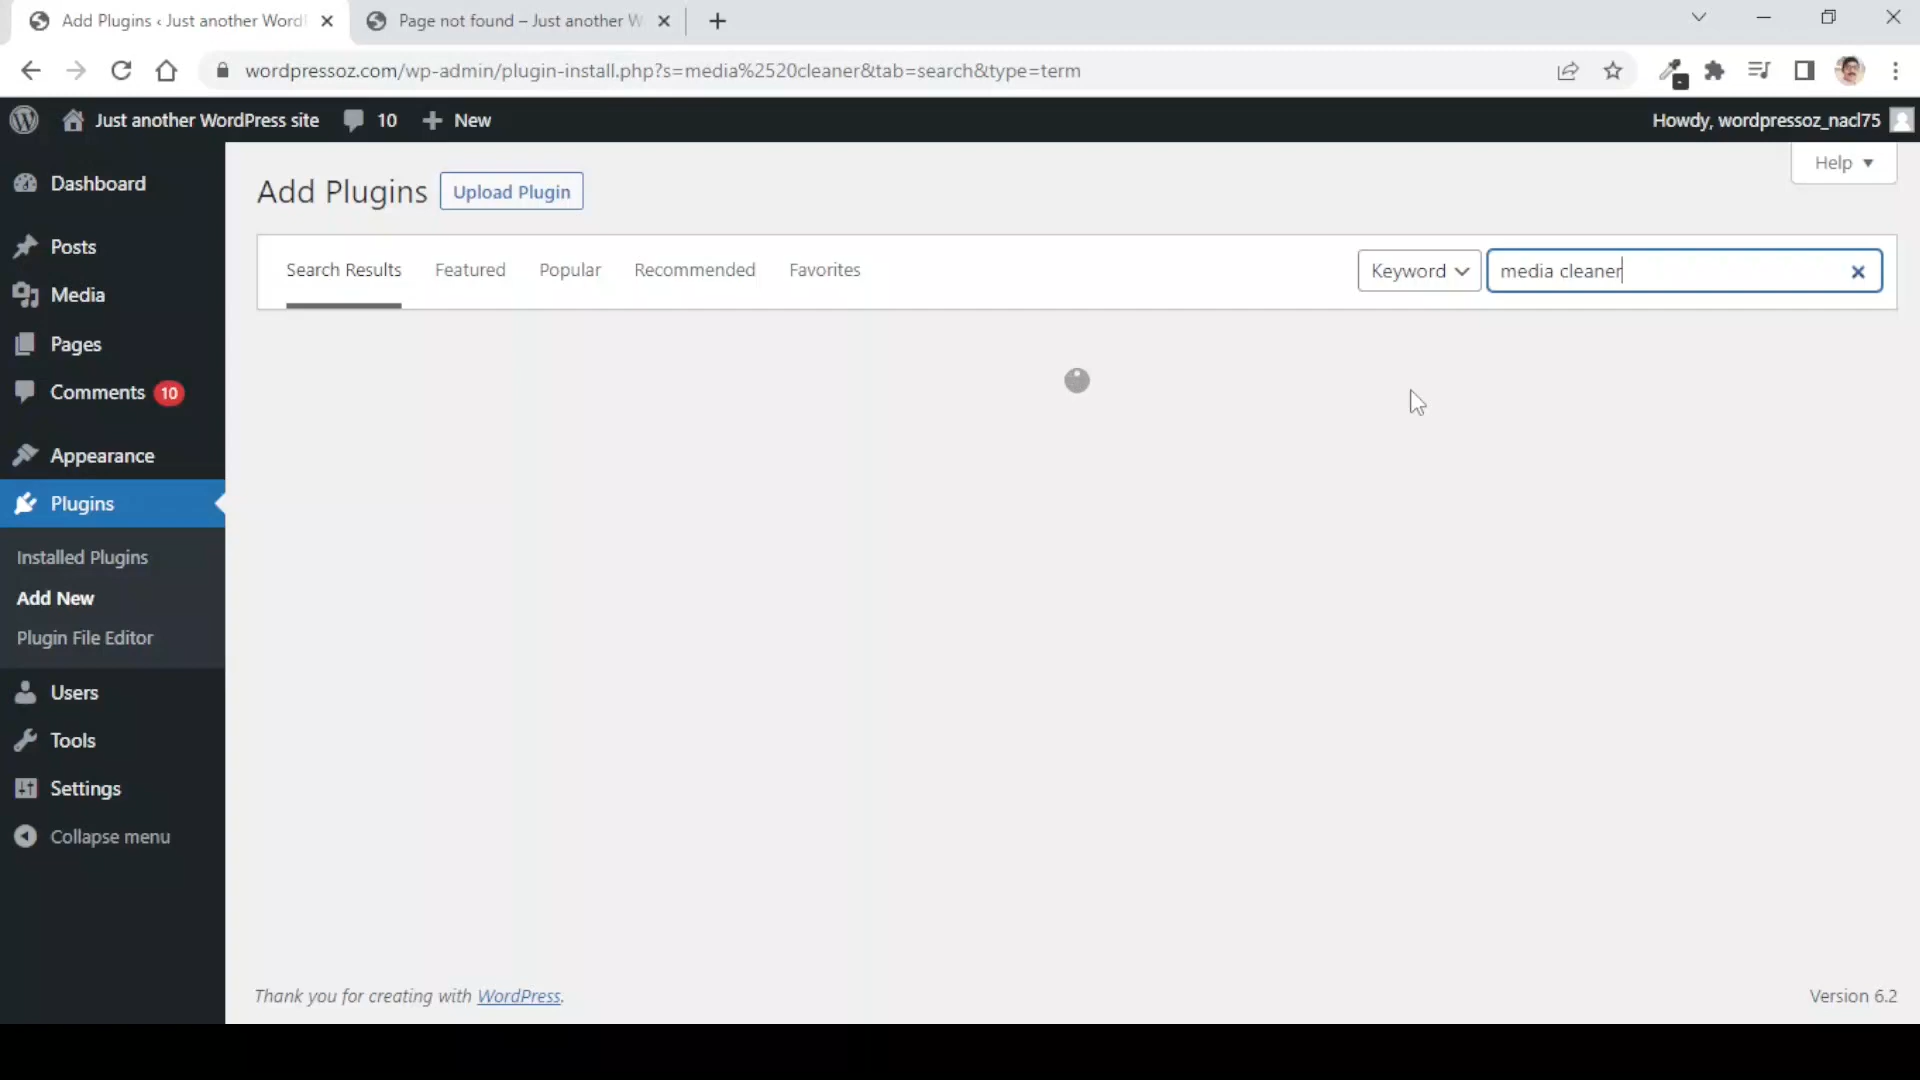 Add Plugins ‹ Just another Word
Page not found – Just another W
wordpressoz.com/wp-admin/plugin-install.php?s=media%2520cleaner&tab=search&type=term
Just another WordPress site
10
New
Howdy, wordpressoz_nacl75
Help
Dashboard
Posts
Media
Pages
Comments 10
Appearance
Plugins
Installed Plugins
Add New
Plugin File Editor
Users
Tools
Settings
Collapse menu
Add Plugins
Upload Plugin
Search Results
Featured
Popular
Recommended
Favorites
Keyword
media cleaner
Thank you for creating with WordPress.
Version 6.2